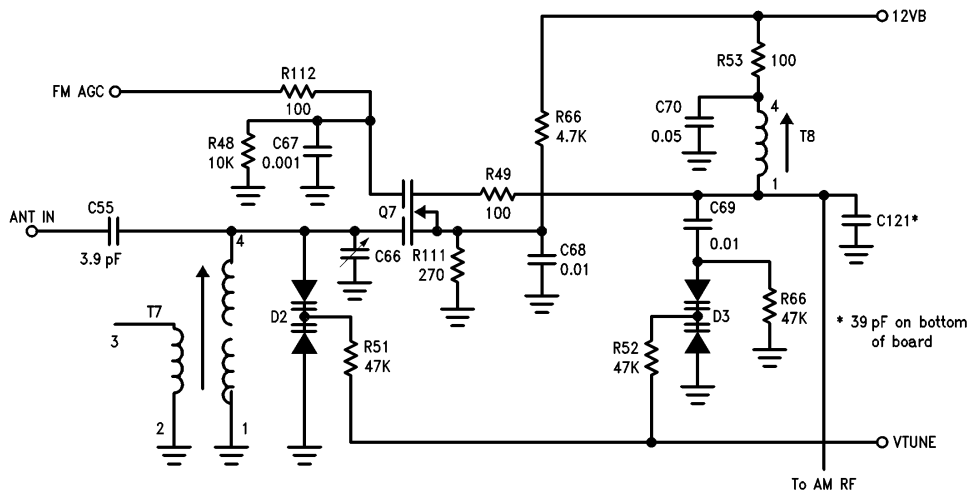 12VB
R53
100
4
C70
0.05
T8
1
FM AGC
R112
100
R48
10K
C67
0.001
R66
4.7K
R49
100
Q7
C69
0.01
C121*
ANT IN
C55
3.9 pF
4
C66
R111
270
C68
0.01
T7
3
2
1
D2
R51
47K
R52
47K
D3
R66
47K
* 39 pF on bottom
of board
VTUNE
To AM RF